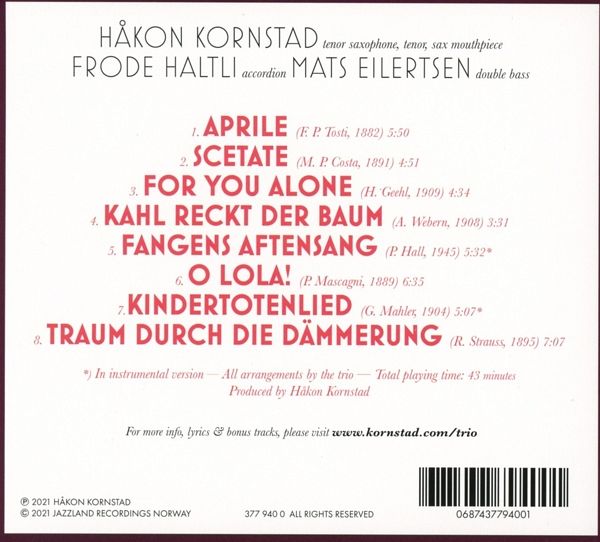 HÅKON KORNSTAD tenor saxophone, tenor, sax mouthpiece
FRODE HALTLI accordion MATS EILERTSEN double bass
1. APRILE (F. P. Tosti, 1882) 5:50
2. SCETATE (M. P. Costa, 1891) 4:51
3. FOR YOU ALONE (H. Geehl, 1909) 4:34
4. KAHL RECKT DER BAUM (A. Webern, 1908) 3:31
5. FANGENS AFTENSANG (P. Hall, 1945) 5:32*
6. O LOLA! (P. Mascagni, 1889) 6:35
7. KINDERTOTENLIED (G. Mahler, 1904) 5:07*
8. TRAUM DURCH DIE DÄMMERUNG (R. Strauss, 1895) 7:07
*) In instrumental version — All arrangements by the trio — Total playing time: 43 minutes
Produced by Håkon Kornstad
For more info, lyrics & bonus tracks, please visit www.kornstad.com/trio
℗ 2021 HÅKON KORNSTAD
© 2021 JAZZLAND RECORDINGS NORWAY 377 940 0 ALL RIGHTS RESERVED
0687437794001